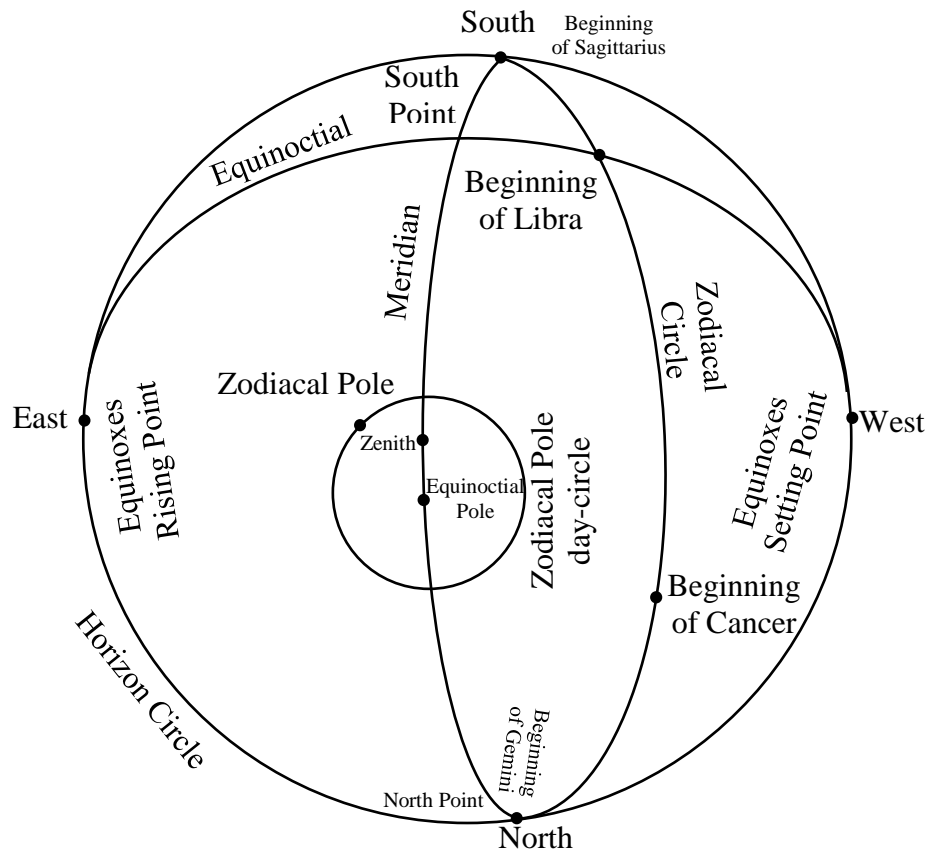 South
Beginning
of Sagittarius
South
Point
Equinoctial
Beginning
of Libra
Meridian
Zodiacal
Circle
Zodiacal Pole
East
Equinoxes
Rising Point
Zenith
Equinoctial
Pole
Zodiacal Pole
day-circle
Equinoxes
Setting Point
West
Beginning
of Cancer
Horizon Circle
Beginning
of Gemini
North Point
North